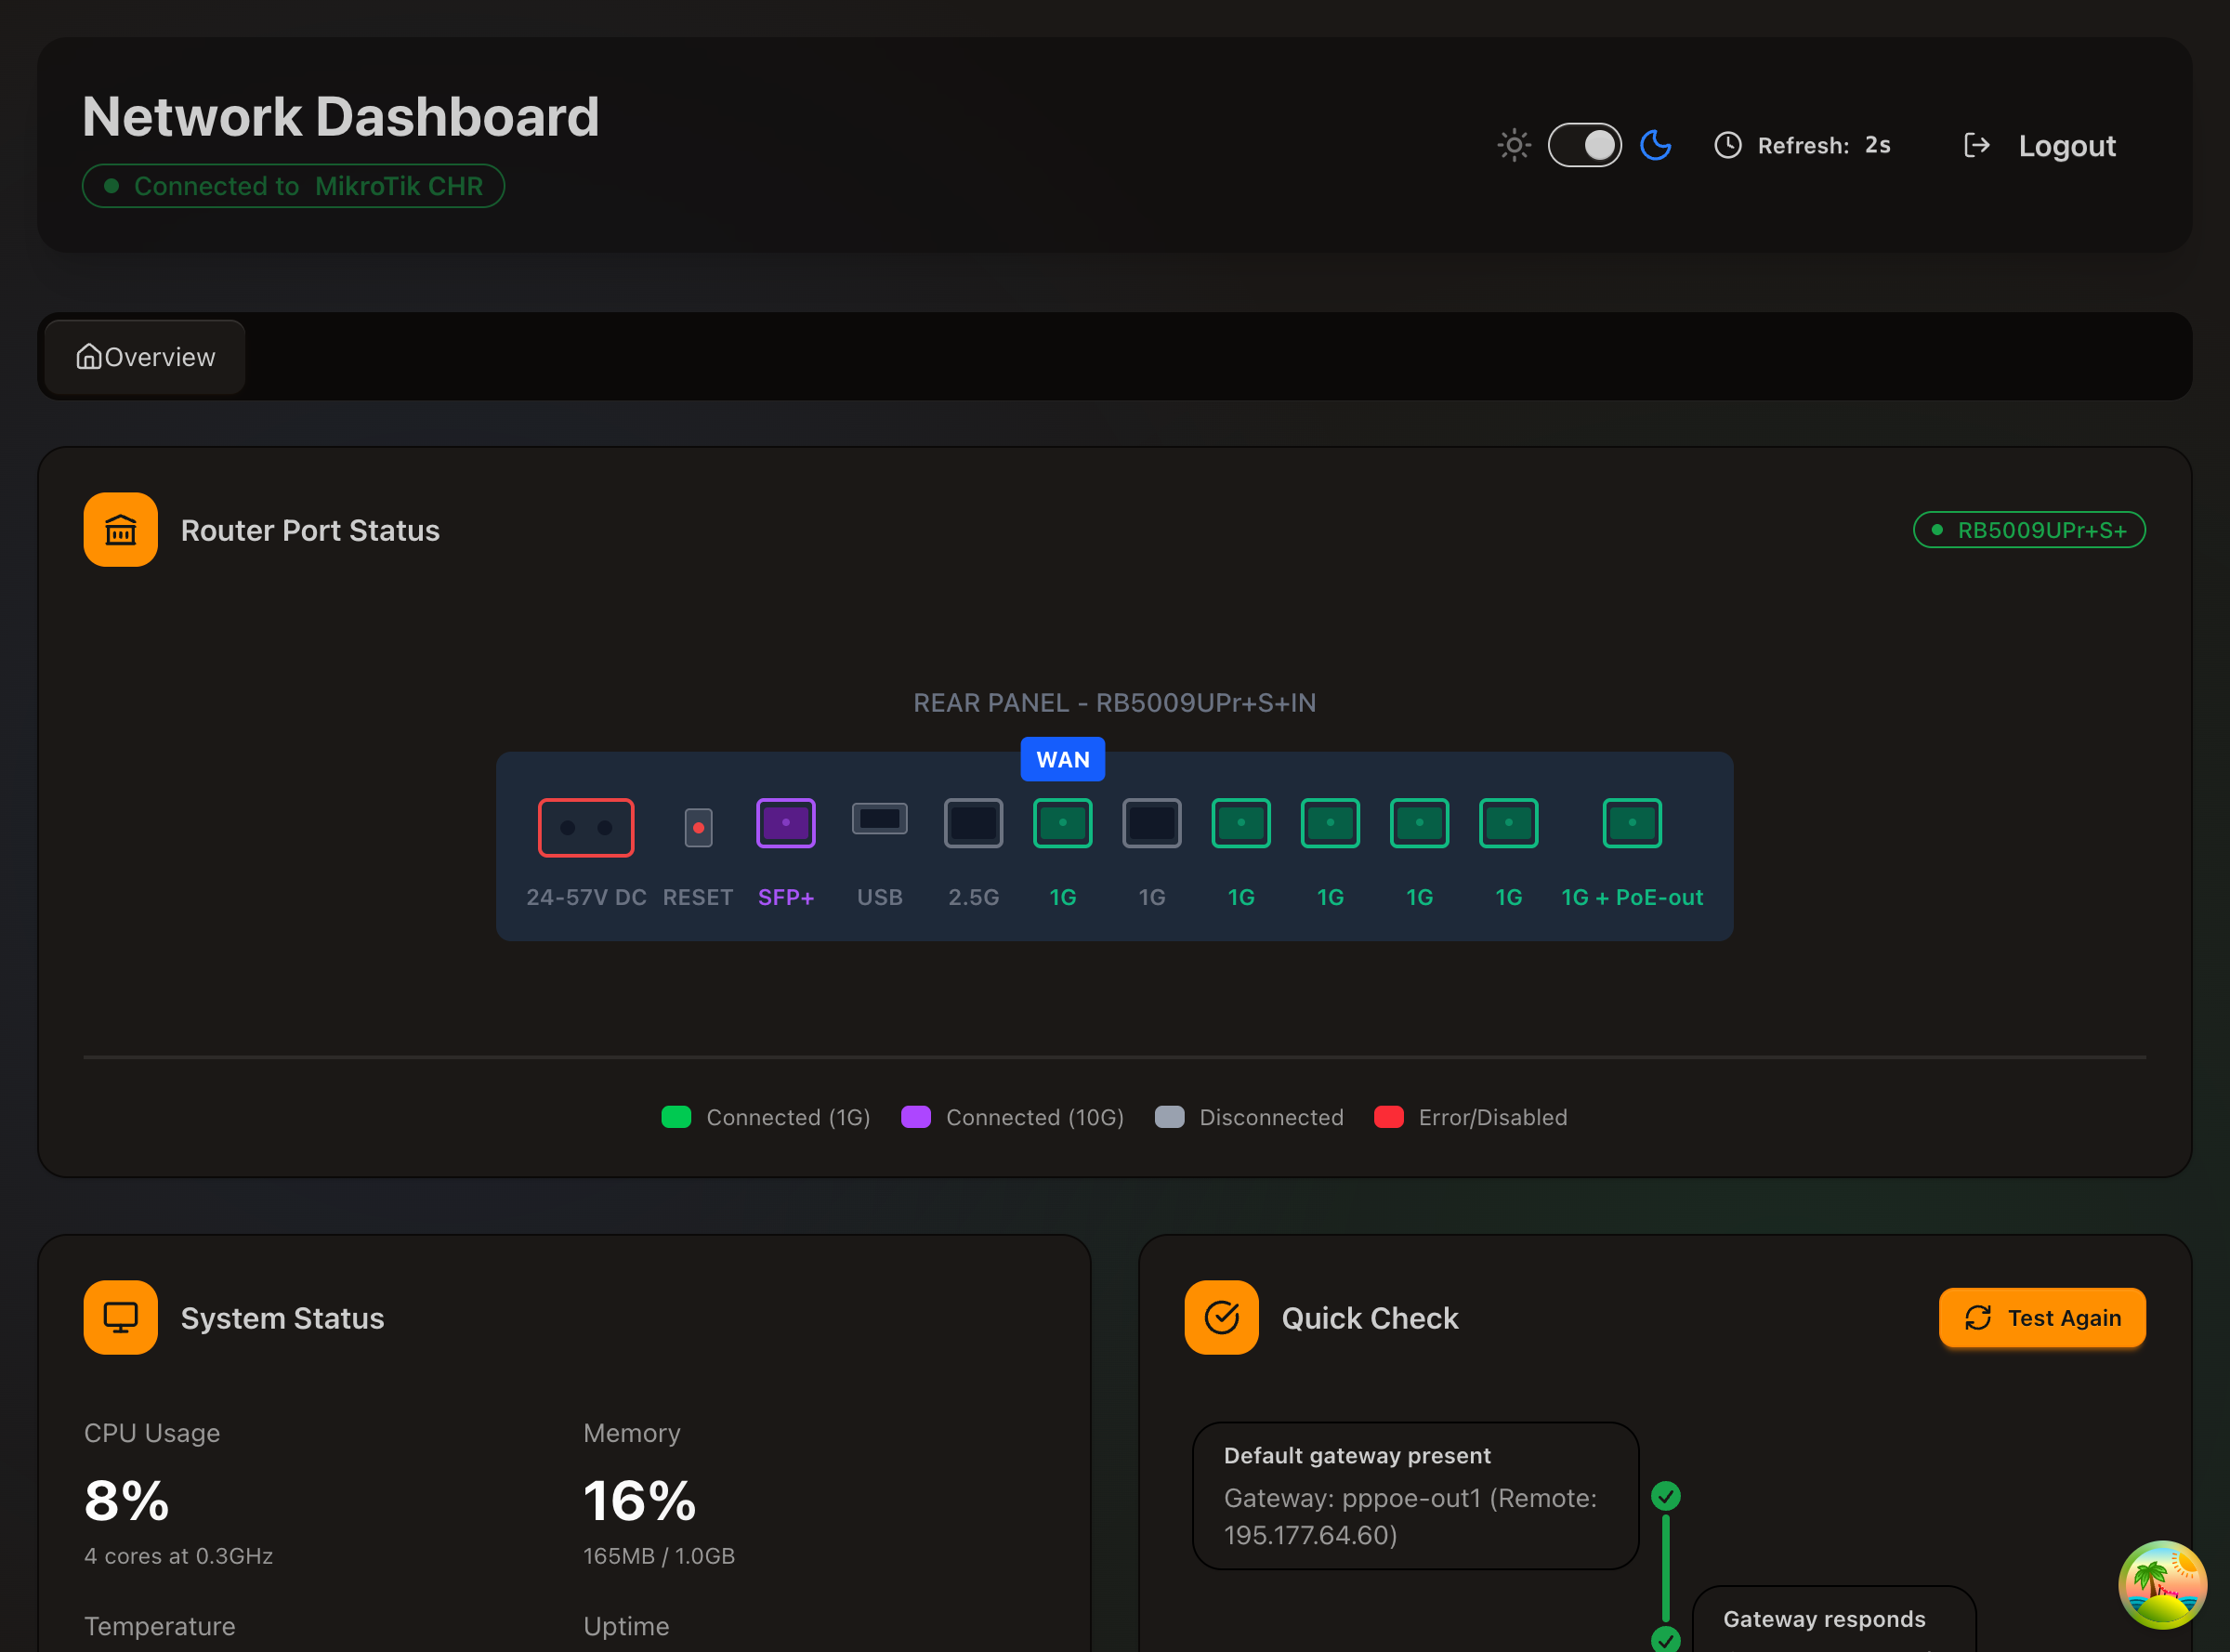 Network Dashboard
Connected to MikroTik CHR
Refresh: 2s
Logout
Overview
Router Port Status
RB5009UPr+S+
REAR PANEL - RB5009UPr+S+IN
WAN
24-57V DC RESET SFP+ USB 2.5G 1G 1G 1G 1G 1G 1G 1G + PoE-out
Connected (1G) Connected (10G) Disconnected Error/Disabled
System Status
CPU Usage
8%
4 cores at 0.3GHz
Memory
16%
165MB / 1.0GB
Temperature
Uptime
Quick Check
Test Again
Default gateway present
Gateway: pppoe-out1 (Remote:
195.177.64.60)
Gateway responds